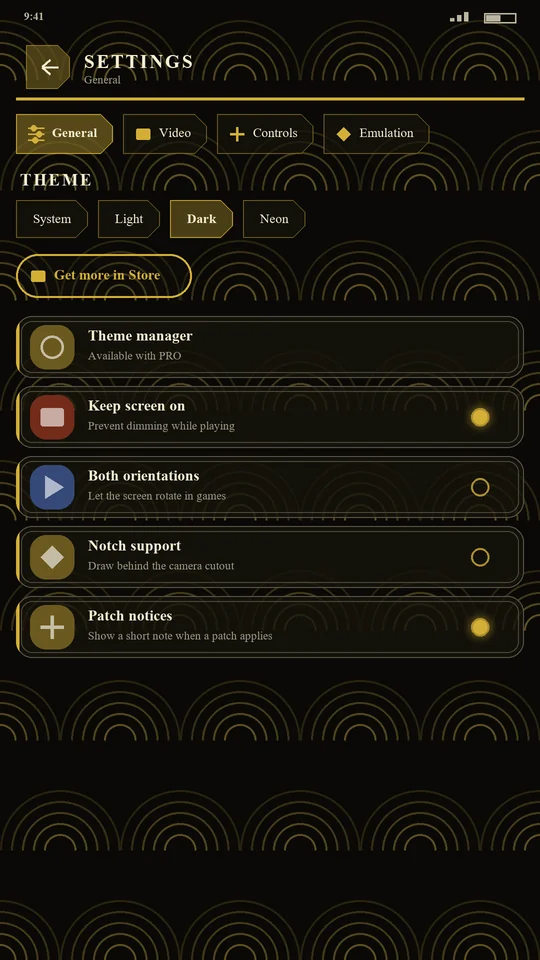 9:41
SETTINGS
General
General
Video
Controls
Emulation
THEME
System
Light
Dark
Neon
Get more in Store
Theme manager
Available with PRO
Keep screen on
Prevent dimming while playing
Both orientations
Let the screen rotate in games
Notch support
Draw behind the camera cutout
Patch notices
Show a short note when a patch applies